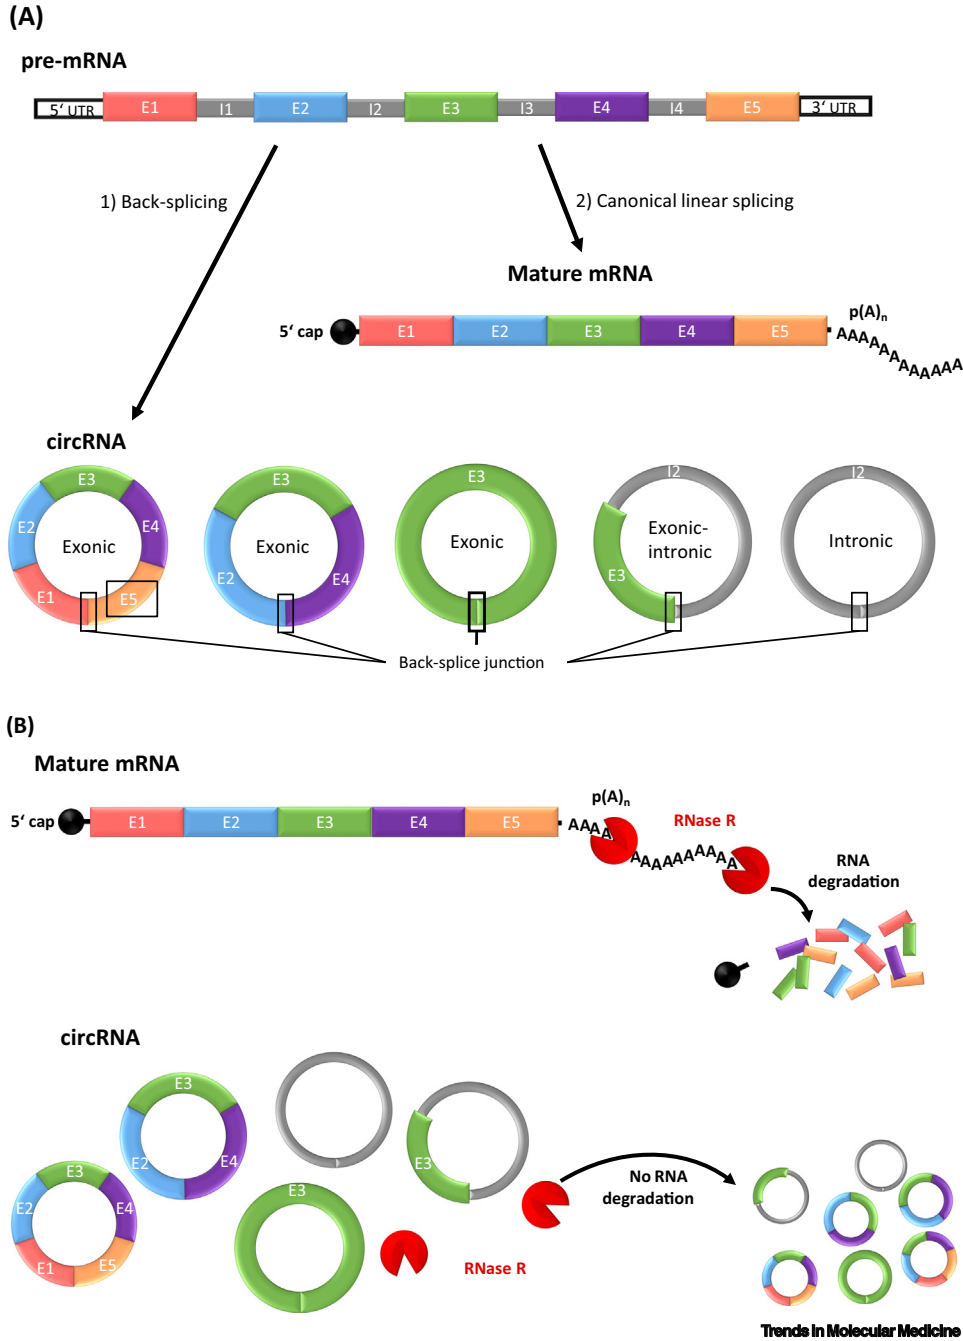 (A)
pre-mRNA
5‘ UTR E1 I1 E2 I2 E3 I3 E4 I4 E5 3‘ UTR
1) Back-splicing
2) Canonical linear splicing
Mature mRNA
p(A)n
5‘ cap E1 E2 E3 E4 E5 AAAAAAAAAAAAA
circRNA
E3 E3 E3 I2 I2
E2 E4 Exonic E1 E5
Exonic E2 E4
Exonic
Exonic-
intronic E3
Intronic
Back-splice junction
(B)
Mature mRNA
p(A)n
5‘ cap E1 E2 E3 E4 E5 AAAA AAAAAAAAAA
RNase R
RNA
degradation
circRNA
E3
E2 E4
E3
E3
E2 E4
E1 E5
E3
No RNA
degradation
RNase R
Trends in Molecular Medicine